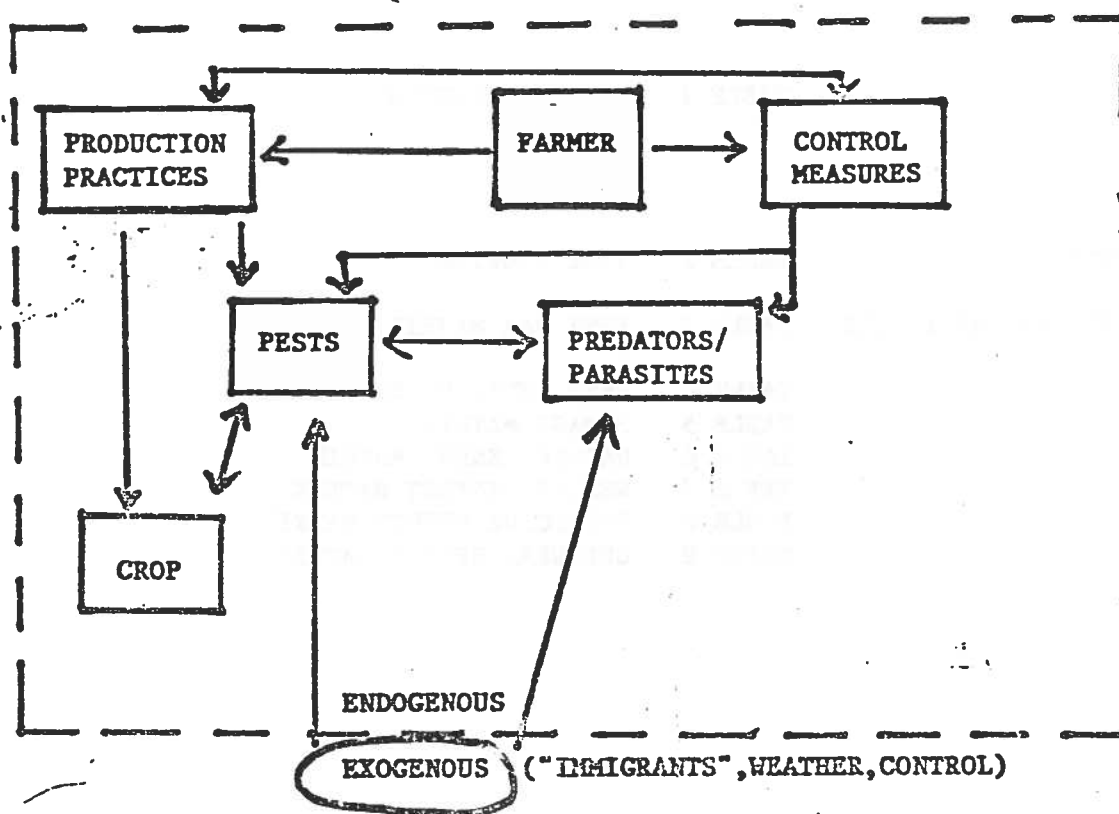 PRODUCTION
PRACTICES
FARMER
CONTROL
MEASURES
PESTS
PREDATORS/
PARASITES
CROP
ENDOGENOUS
EXOGENOUS ("IMMIGRANTS",WEATHER,CONTROL)